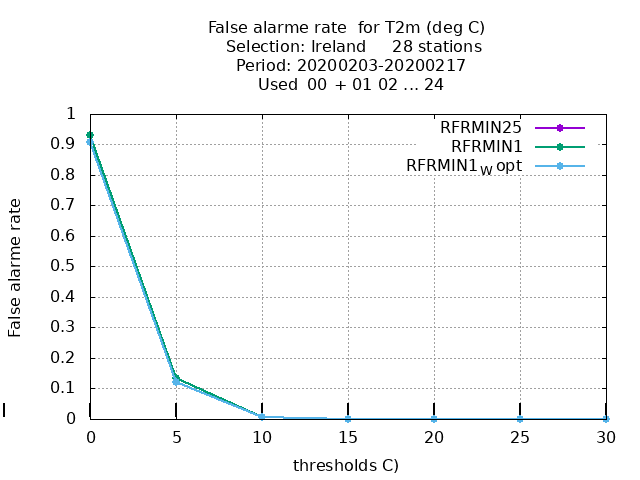 False alarme rate  for T2m (deg C)
Selection: Ireland     28 stations
Period: 20200203-20200217
Used  00 + 01 02 ... 24
RFRMIN25
RFRMIN1
RFRMIN1w opt
False alarme rate
1
0.9
0.8
0.7
0.6
0.5
0.4
0.3
0.2
0.1
0
0 5 10 15 20 25 30
thresholds C)